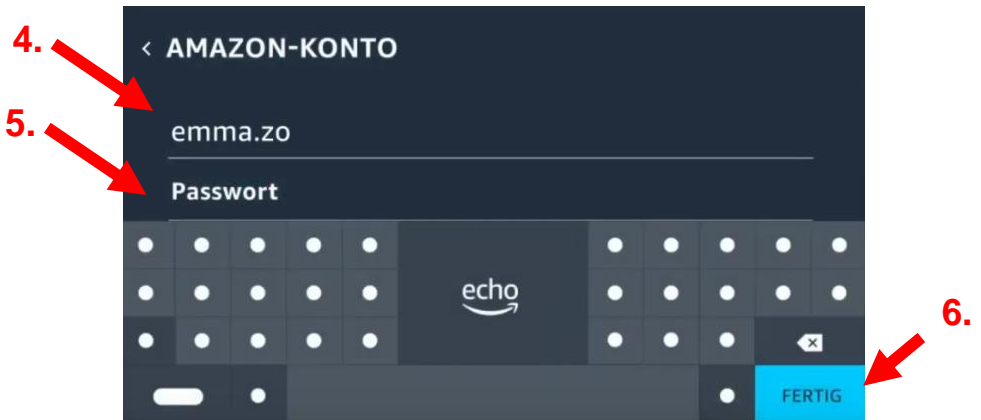 4.
< AMAZON-KONTO
5.
emma.zo
Passwort
echo
6.
FERTIG